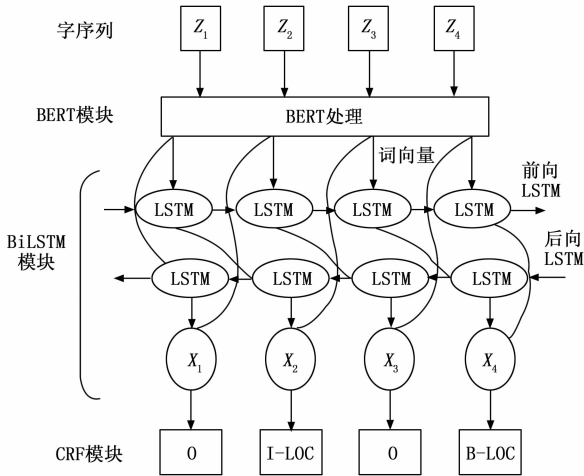 字序列 Z1 Z2 Z3 Z4
BERT模块 BERT处理
词向量
前向
LSTM
LSTM LSTM LSTM LSTM
BiLSTM
模块
后向
LSTM
LSTM LSTM LSTM LSTM
X1 X2 X3 X4
CRF模块 O I-LOC O B-LOC